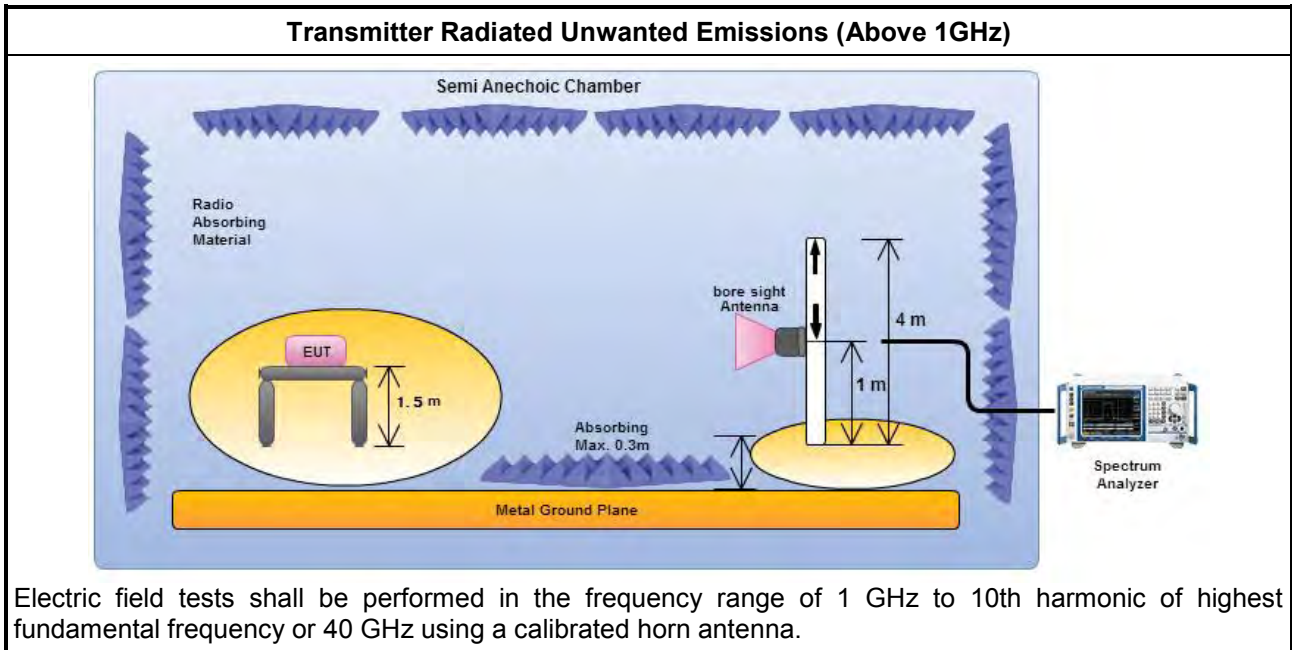 Transmitter Radiated Unwanted Emissions (Above 1GHz)
Semi Anechoic Chamber
Radio
Absorbing
Material
bore sight
Antenna
4 m
EUT
1 m
1. 5 m
Absorbing
Max. 0.3m
Spectrum
Analyzer
Metal Ground Plane
Electric field tests shall be performed in the frequency range of 1 GHz to 10th harmonic of highest
fundamental frequency or 40 GHz using a calibrated horn antenna.